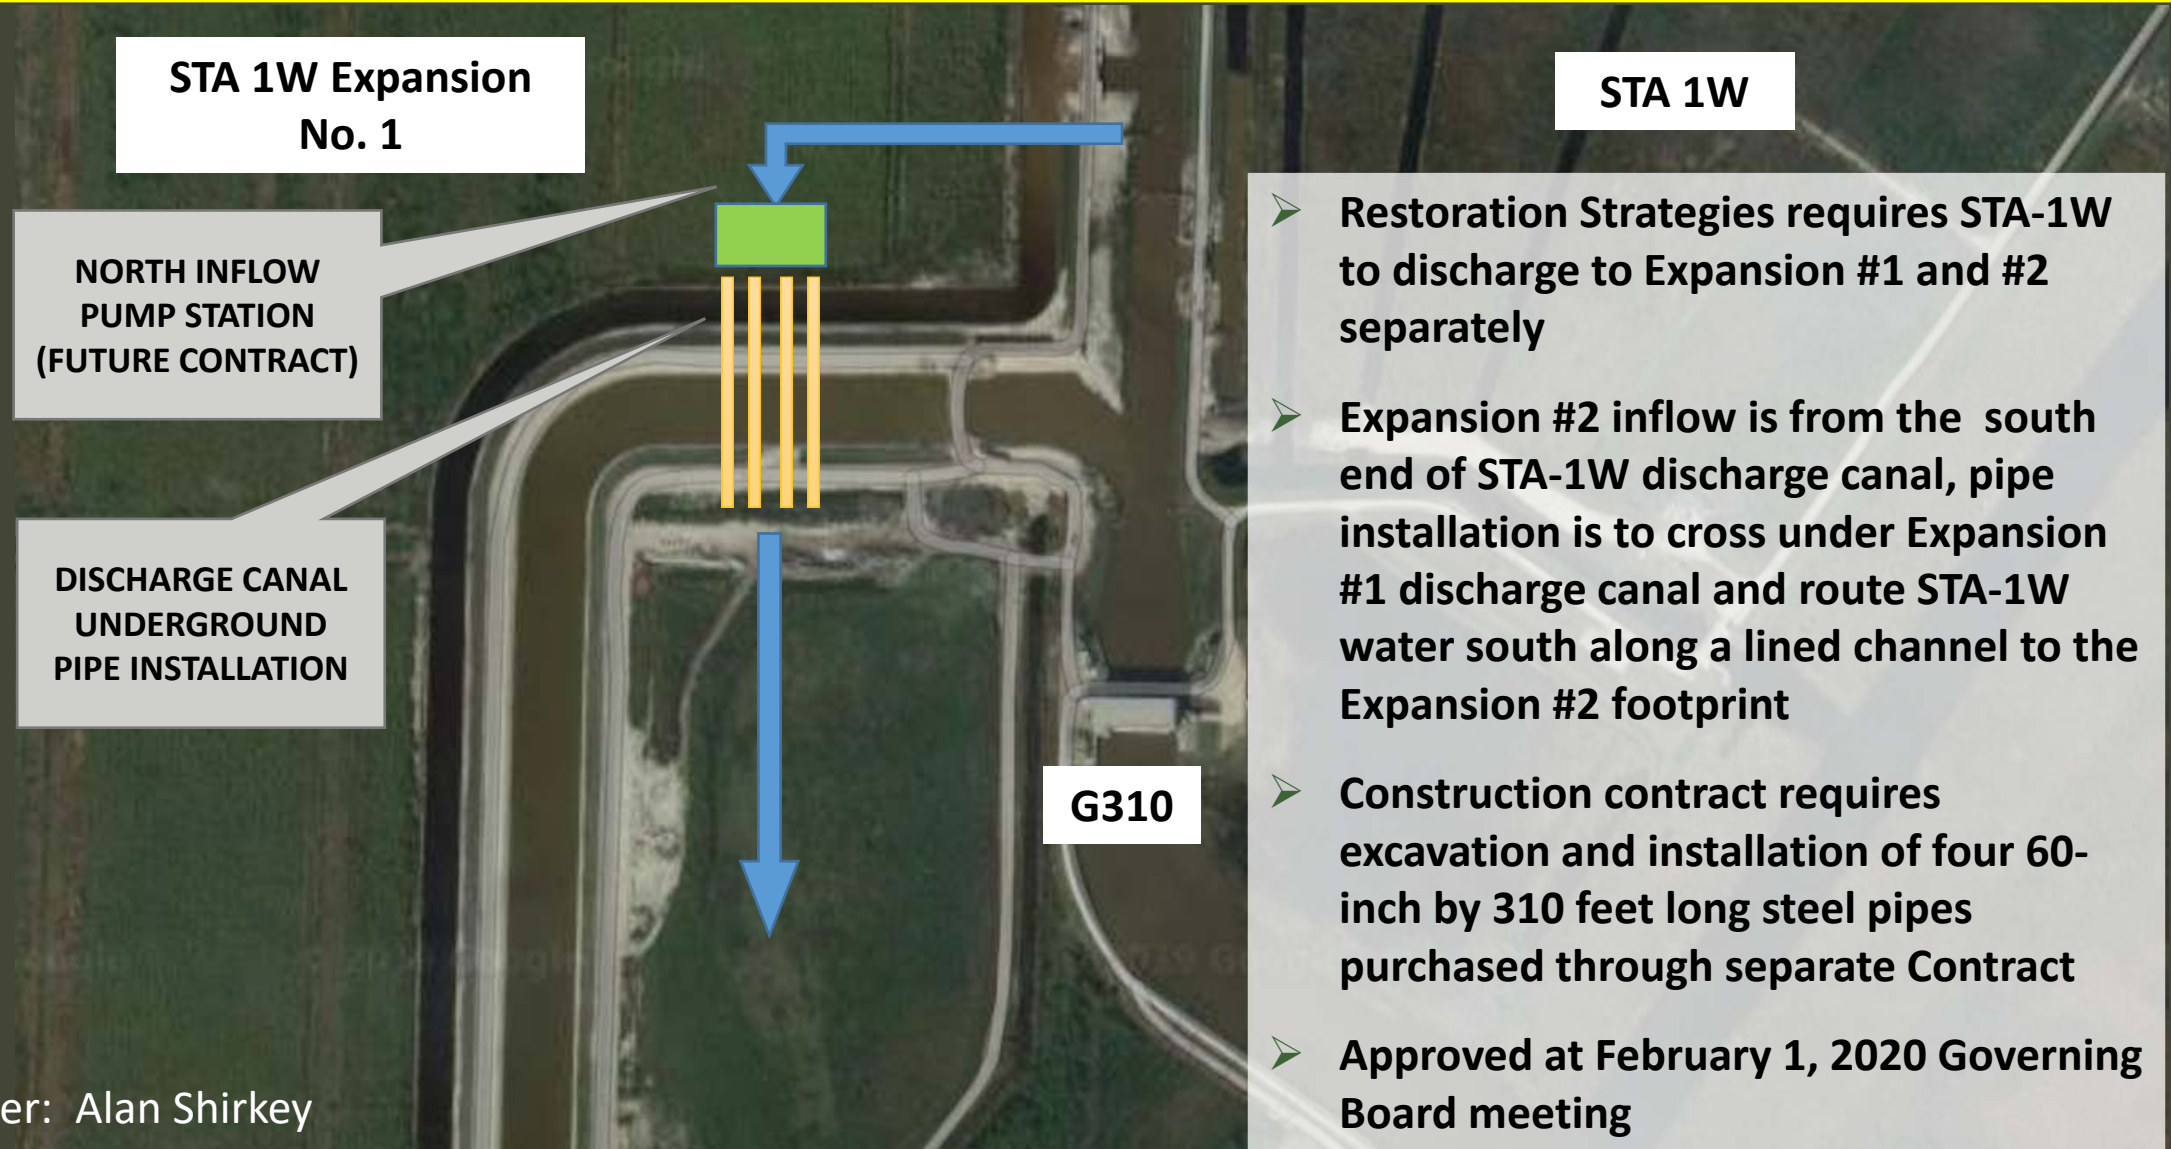 STA 1W Expansion
No. 1
STA 1W
NORTH INFLOW
PUMP STATION
(FUTURE CONTRACT)
DISCHARGE CANAL
UNDERGROUND
PIPE INSTALLATION
G310
Restoration Strategies requires STA-1W
to discharge to Expansion #1 and #2
separately
Expansion #2 inflow is from the south
end of STA-1W discharge canal, pipe
installation is to cross under Expansion
#1 discharge canal and route STA-1W
water south along a lined channel to the
Expansion #2 footprint
Construction contract requires
excavation and installation of four 60-
inch by 310 feet long steel pipes
purchased through separate Contract
Approved at February 1, 2020 Governing
Board meeting
er: Alan Shirkey